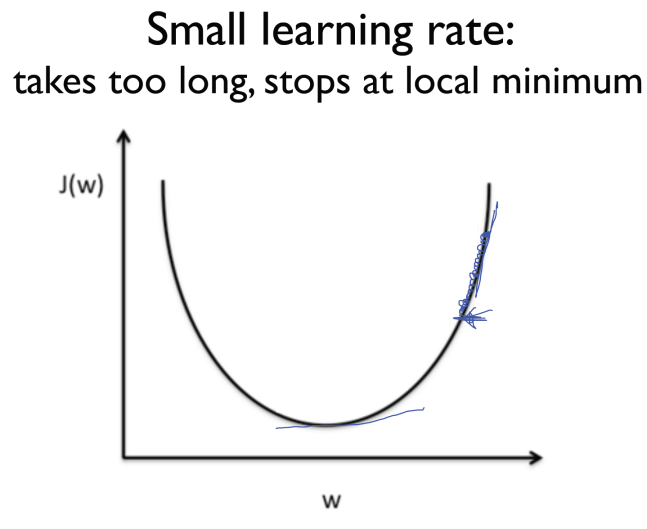 Small learning rate:
takes too long, stops at local minimum
J(w)
w